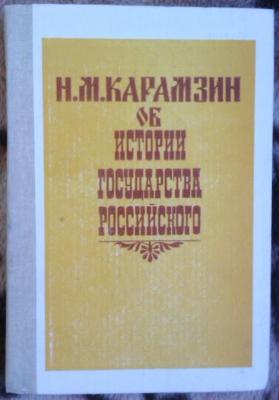 Н.М.КАРАМЗИН
ОБ
ИСТОРИИ
ГОСУДАРСТВА
РОССИЙСКОГО